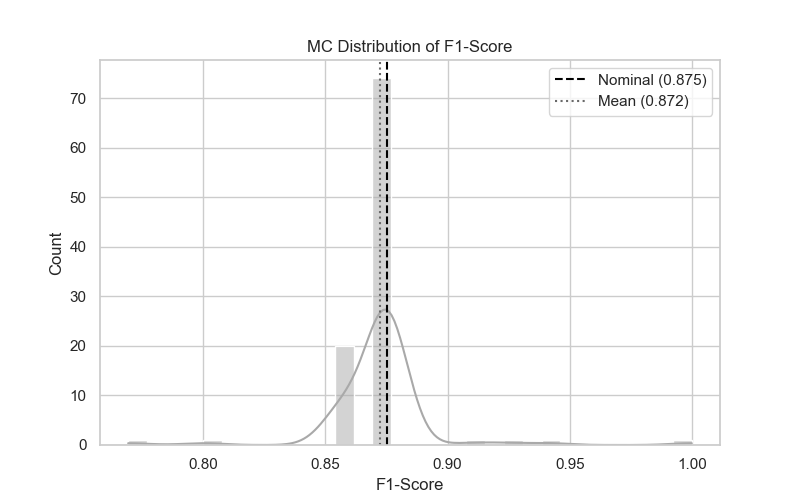 MC Distribution of F1-Score
Nominal (0.875)
Mean (0.872)
Count
70
60
50
40
30
20
10
0
0.80 0.85 0.90 0.95 1.00
F1-Score